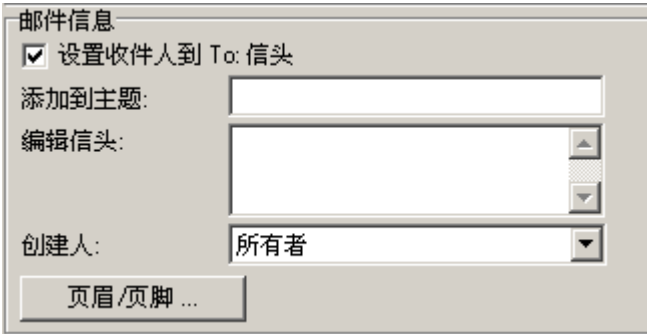 邮件信息
设置收件人到 To: 信头
添加到主题:
编辑信头:
创建人: 所有者
页眉/页脚 ...